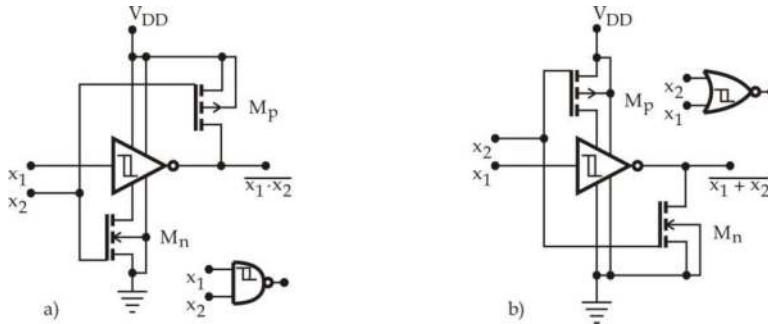 V_DD
M_p
x_1
x_2
\overline{x_1 \cdot x_2}
M_n
x_1
x_2
a)
V_DD
M_p
x_2
x_1
x_2
x_1
\overline{x_1 + x_2}
M_n
b)